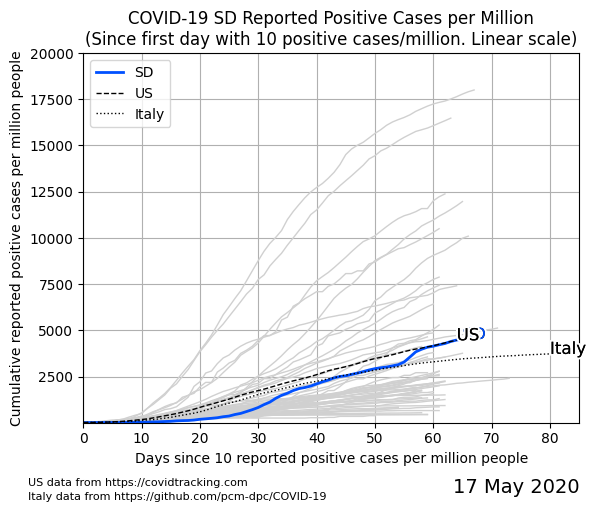 COVID-19 SD Reported Positive Cases per Million
(Since first day with 10 positive cases/million. Linear scale)
Cumulative reported positive cases per million people
20000
17500
15000
12500
10000
7500
5000
2500
SD
US
Italy
US
Italy
0 10 20 30 40 50 60 70 80
Days since 10 reported positive cases per million people
US data from https://covidtracking.com
Italy data from https://github.com/pcm-dpc/COVID-19
17 May 2020